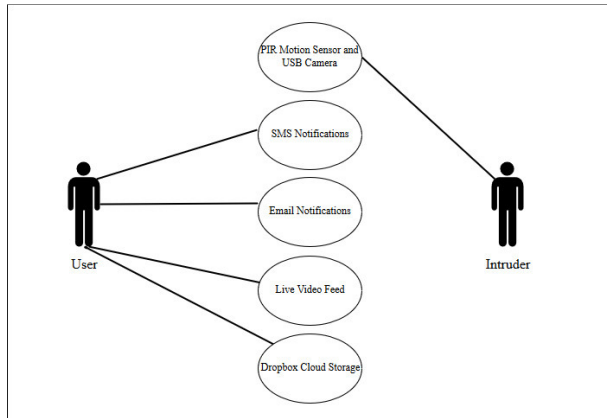 PIR Motion Sensor and
USB Camera
SMS Notifications
Email Notifications
User
Intruder
Live Video Feed
Dropbox Cloud Storage